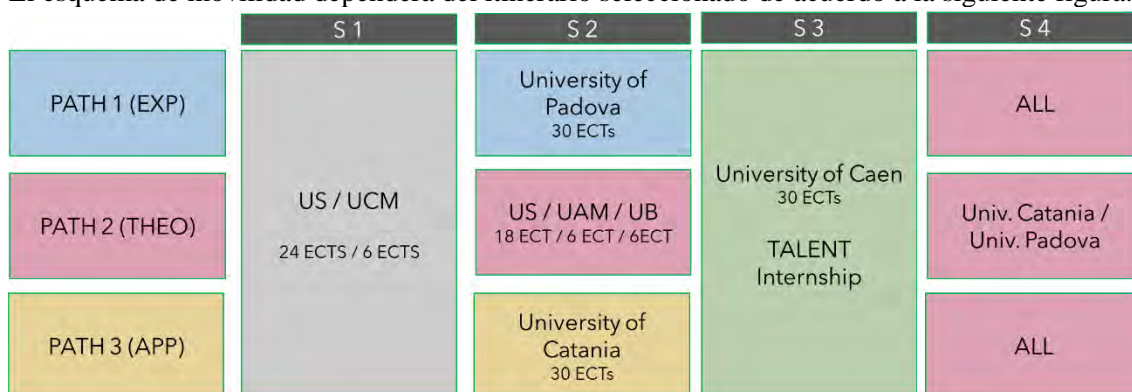 El esquema de movilidad dependerá del itinerario seleccionado de acuerdo a la siguiente figura:
S 1
S 2
S 3
S 4
PATH 1 (EXP)
University of
Padova
30 ECTs
ALL
PATH 2 (THEO)
US / UCM
24 ECTS / 6 ECTS
US / UAM / UB
18 ECT / 6 ECT / 6ECT
University of Caen
30 ECTs
TALENT
Internship
Univ. Catania /
Univ. Padova
PATH 3 (APP)
University of
Catania
30 ECTs
ALL